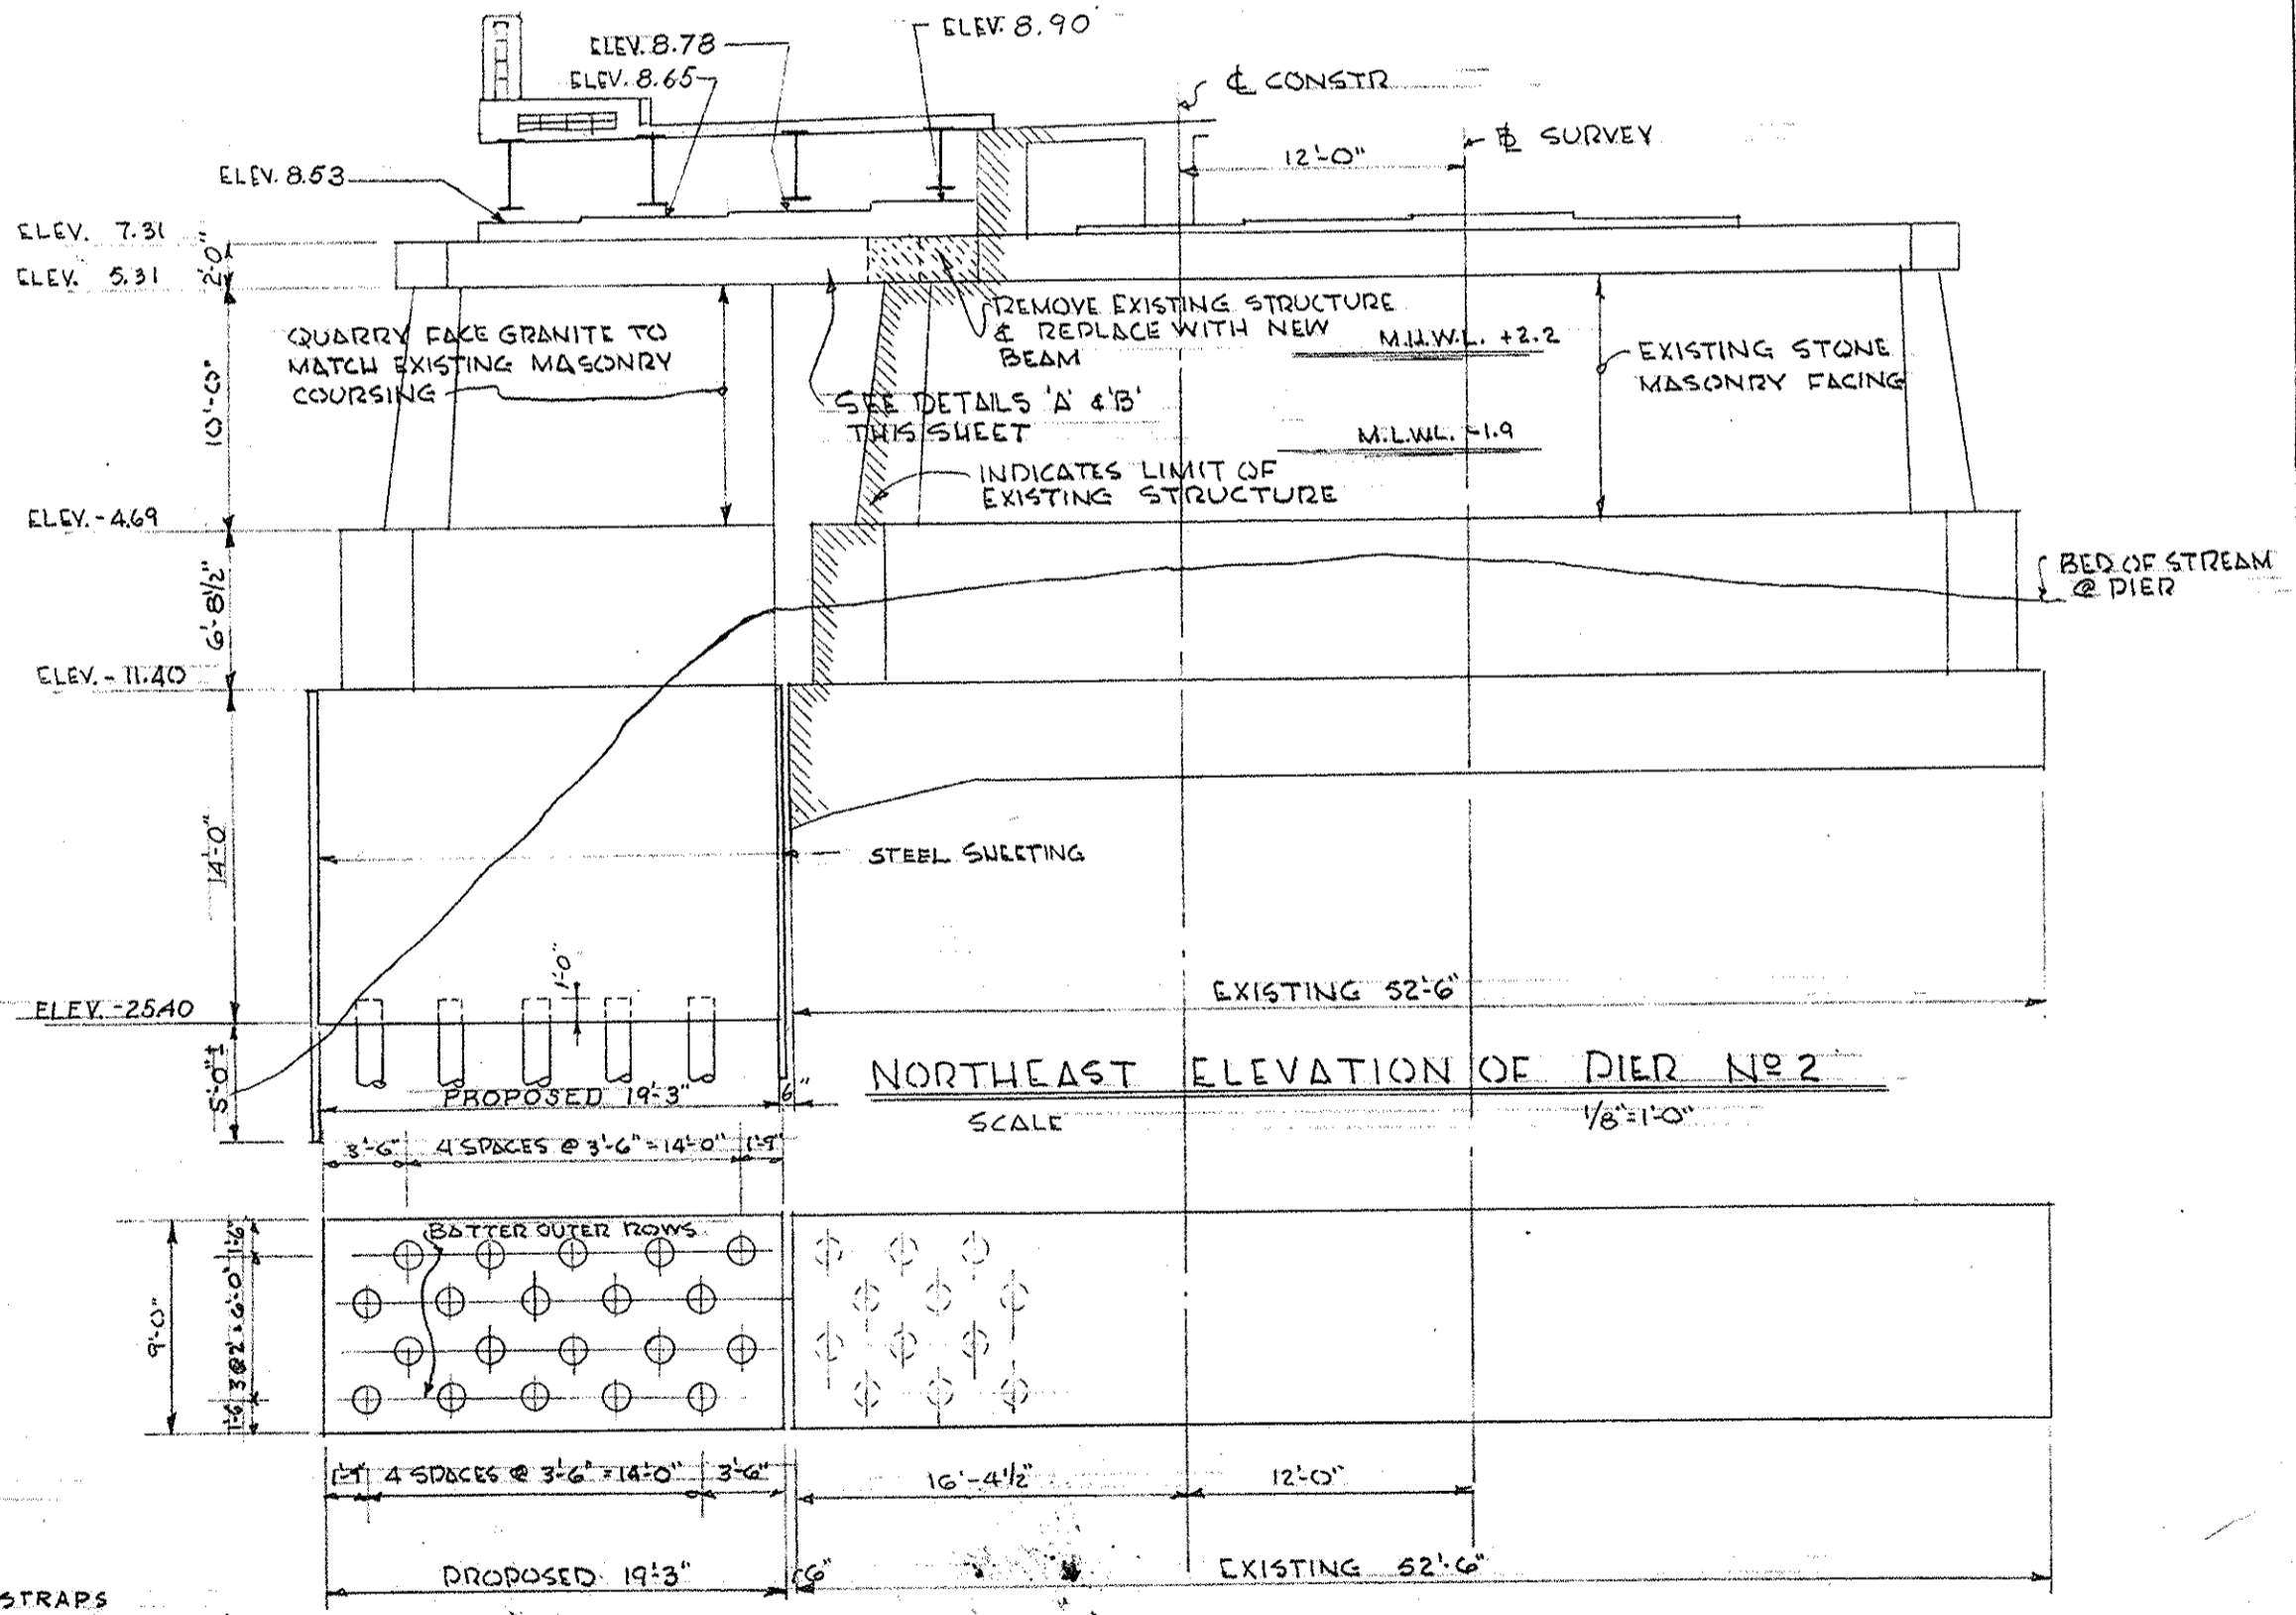 ELEV. 8.90
ELEV. 8.78
ELEV. 8.65
℄ CONSTR
⅊ SURVEY
12'-0"
ELEV. 8.53
ELEV. 7.31
2'-0"
ELEV. 5.31
REMOVE EXISTING STRUCTURE
& REPLACE WITH NEW
BEAM
M.H.W.L. +2.2
QUARRY FACE GRANITE TO
MATCH EXISTING MASONRY
COURSING
EXISTING STONE
MASONRY FACING
10'-0"
SEE DETAILS 'A' & 'B'
THIS SHEET
M.L.W.L. -1.9
INDICATES LIMIT OF
EXISTING STRUCTURE
ELEV. -4.69
BED OF STREAM
@ PIER
6'-8 1/2"
ELEV. -11.40
14'-0"
STEEL SHEETING
1'-0"
EXISTING 52'-6"
ELEV. -25.40
5'-0" ±
PROPOSED 19'-3"
6"
NORTHEAST ELEVATION OF PIER Nº 2
SCALE 1/8"=1'-0"
3'-6" 4 SPACES @ 3'-6" = 14'-0" 1'-9"
BATTER OUTER ROWS
9'-0"
1'-6" 3@2'=6'-0" 1'-6"
1'-9" 4 SPACES @ 3'-6" = 14'-0" 3'-6"
16'-4 1/2"
12'-0"
PROPOSED 19'-3"
6"
EXISTING 52'-6"
STRAPS